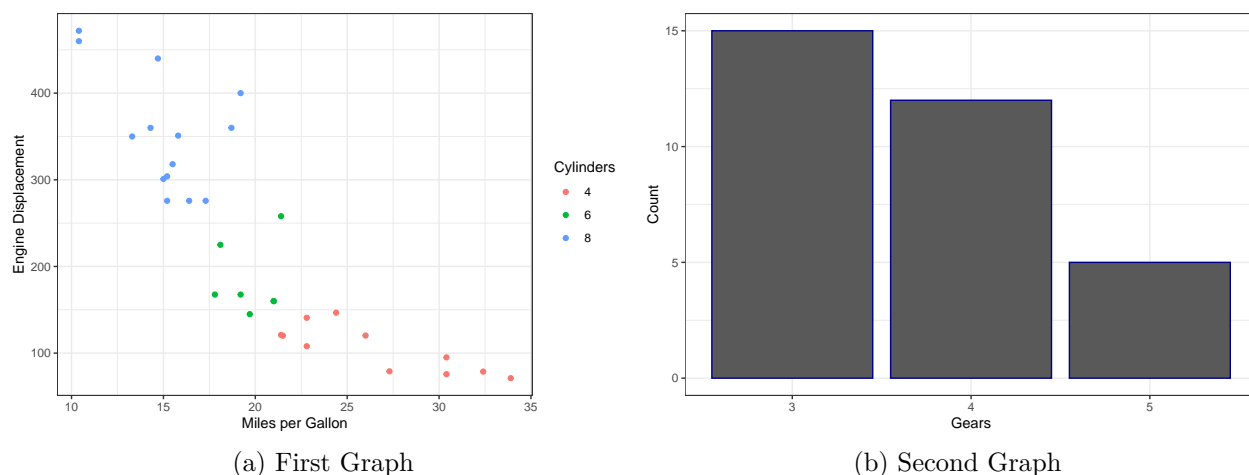 400
300
200
100
Engine Displacement
10 15 20 25 30 35
Miles per Gallon
Cylinders
4
6
8
(a) First Graph
15
10
5
0
Count
3 4 5
Gears
(b) Second Graph